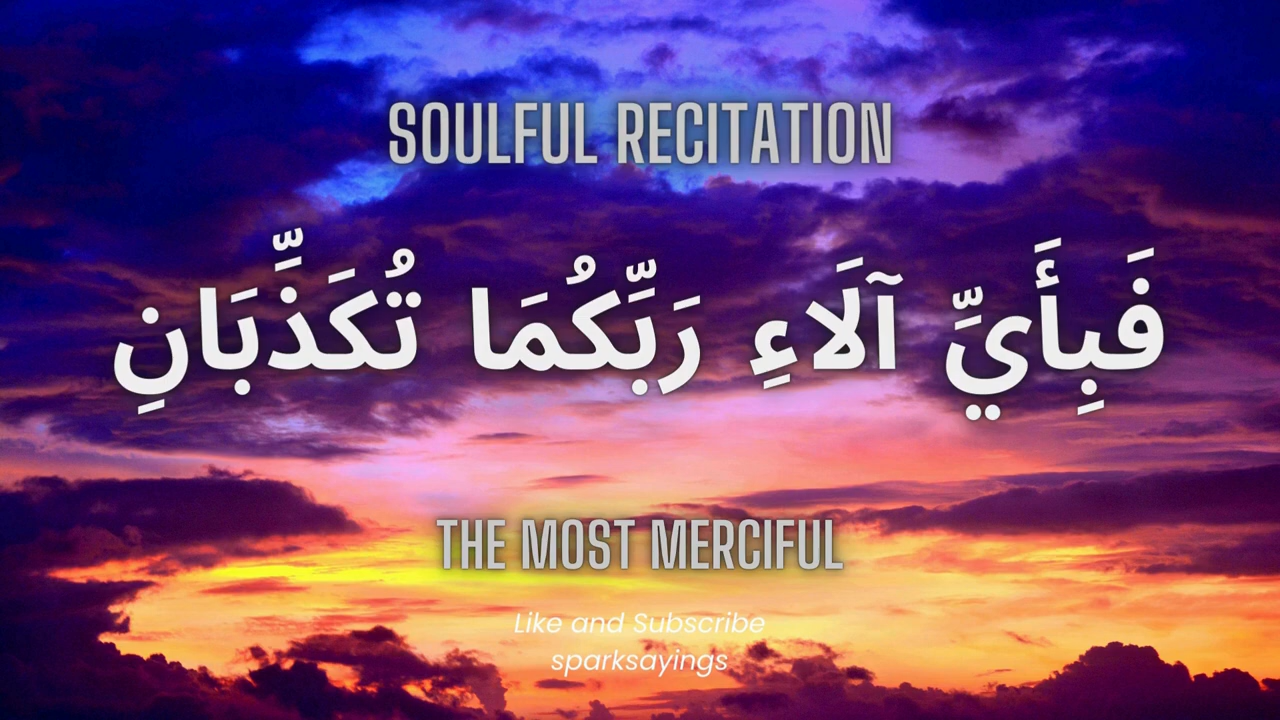 SOULFUL RECITATION
فَبِأَيِّ آلَاءِ رَبِّكُمَا تُكَذِّبَانِ
THE MOST MERCIFUL
Like and Subscribe
sparksayings